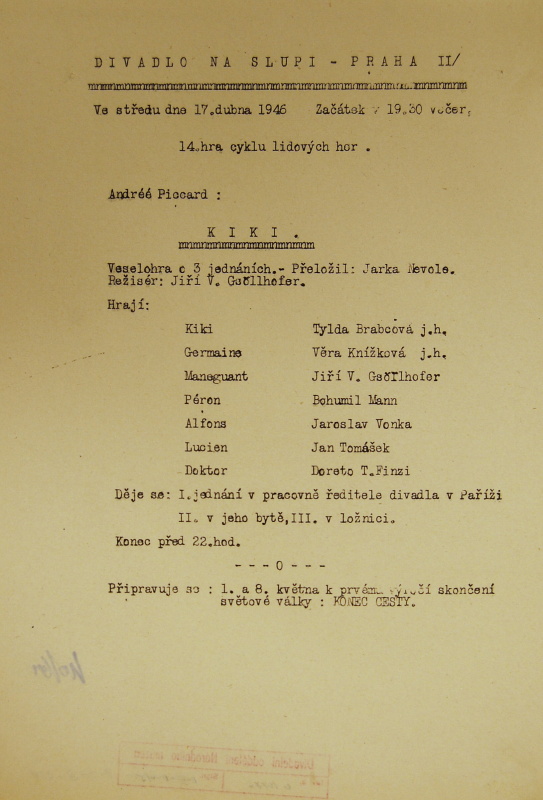 DIVADLO NA SLUPI - PRAHA II/
Ve středu dne 17.dubna 1946 Začátek v 19.30 večer,
14.hra cyklu lidových her .
Andréé Piccard :
KIKI.
Veselohra o 3 jednáních.- Přeložil: Jarka Nevole.
Režisér: Jiří V. Gsöllhofer.
Hrají:
Kiki Tylda Brabcová j.h.
Germaine Věra Knížková j.h.
Maneguant Jiří V. Gsöllhofer
Péron Bohumil Mann
Alfons Jaroslav Vonka
Lucien Jan Tomášek
Doktor Doreto T.Finzi
Děje se: I.jednání v pracovně ředitele divadla v Paříži
II. v jeho bytě,III. v ložnici.
Konec před 22.hod.
- - - O - - -
Připravuje se : 1. a 8. května k prvému výročí skončení
světové války : KONEC CESTY.